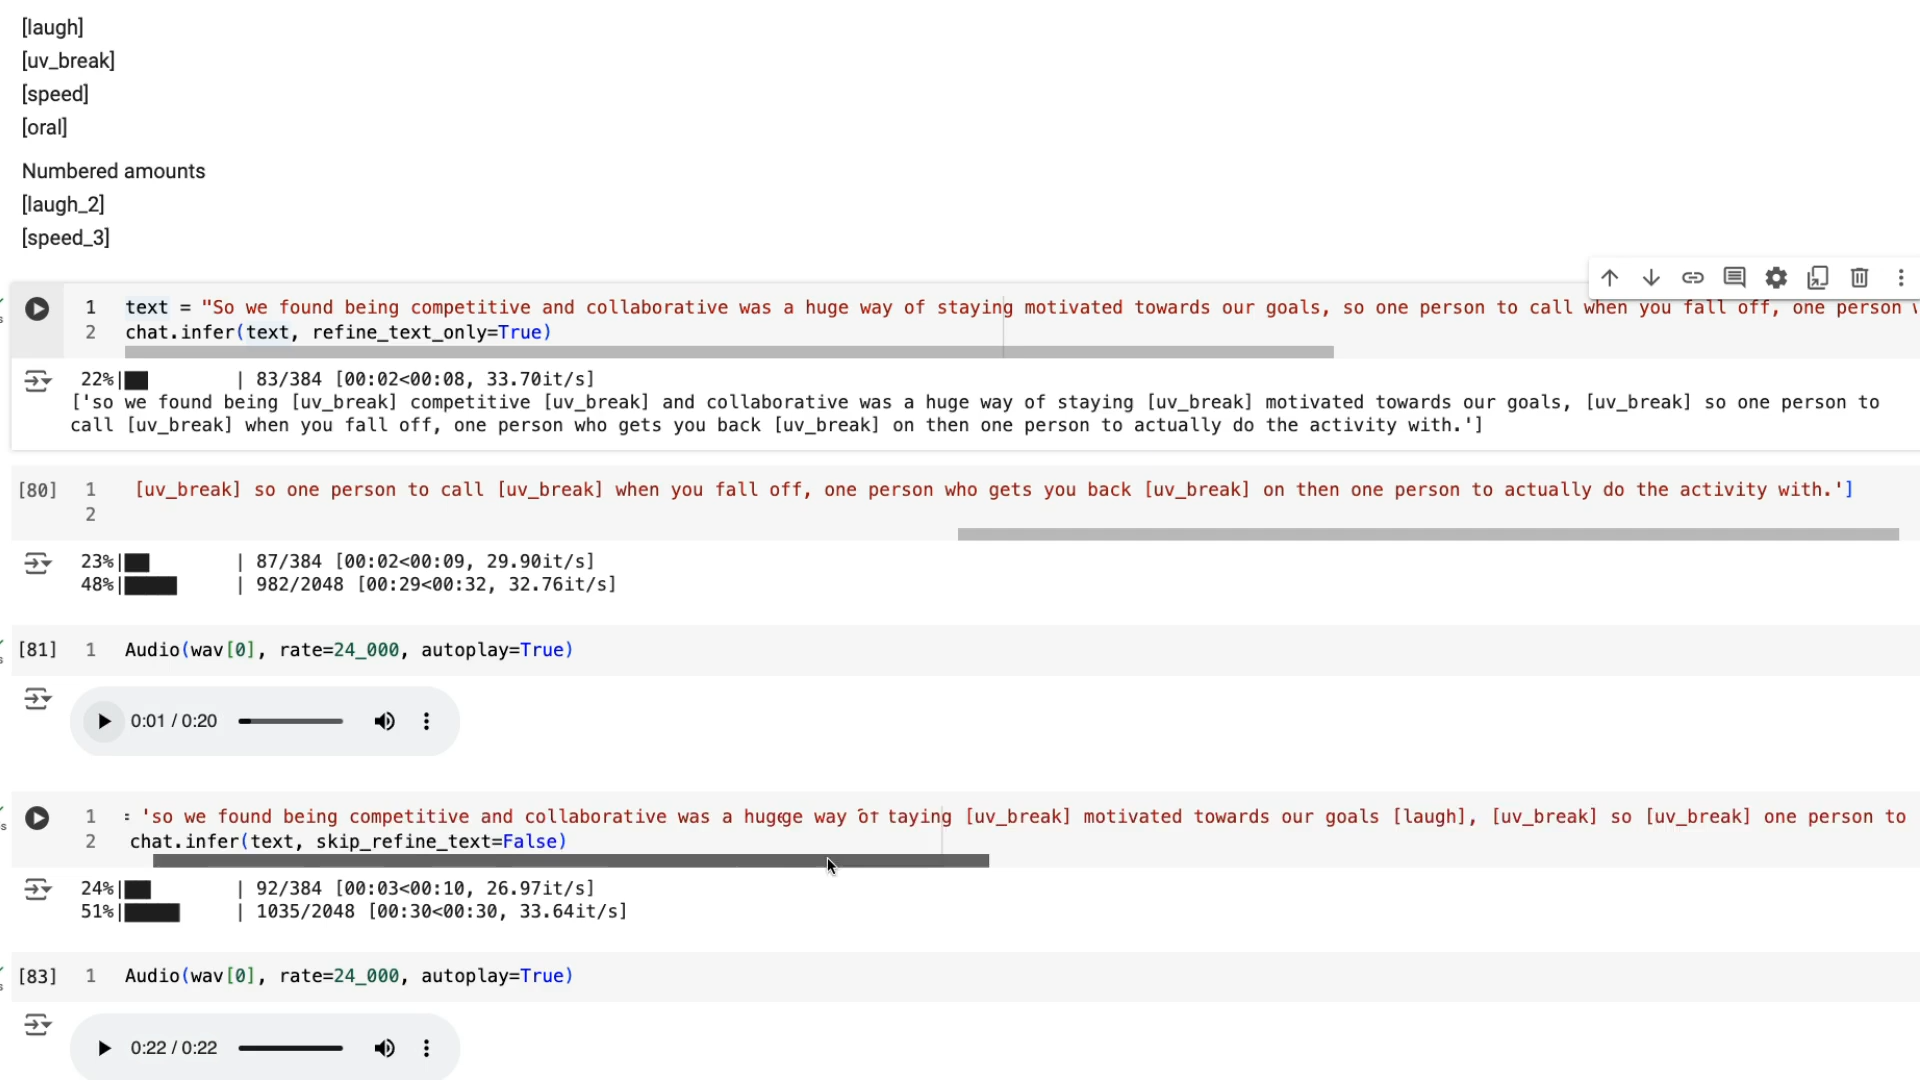 [laugh]
[uv_break]
[speed]
[oral]
Numbered amounts
[laugh_2]
[speed_3]
1 text = "So we found being competitive and collaborative was a huge way of staying motivated towards our goals, so one person to call when you fall off, one person
2 chat.infer(text, refine_text_only=True)
22%| | 83/384 [00:02<00:08, 33.70it/s]
['so we found being [uv_break] competitive [uv_break] and collaborative was a huge way of staying [uv_break] motivated towards our goals, [uv_break] so one person to
call [uv_break] when you fall off, one person who gets you back [uv_break] on then one person to actually do the activity with.']
[80] 1 [uv_break] so one person to call [uv_break] when you fall off, one person who gets you back [uv_break] on then one person to actually do the activity with.']
2
23%| | 87/384 [00:02<00:09, 29.90it/s]
48%| | 982/2048 [00:29<00:32, 32.76it/s]
[81] 1 Audio(wav[0], rate=24_000, autoplay=True)
0:01 / 0:20
1 : 'so we found being competitive and collaborative was a way [uv_break] motivated towards our goals [laugh], [uv_break] so [uv_break] one person to
2 chat.infer(text, skip_refine_text=False)
24%| | 92/384 [00:03<00:10, 26.97it/s]
51%| | 1035/2048 [00:30<00:30, 33.64it/s]
[83] 1 Audio(wav[0], rate=24_000, autoplay=True)
0:22 / 0:22